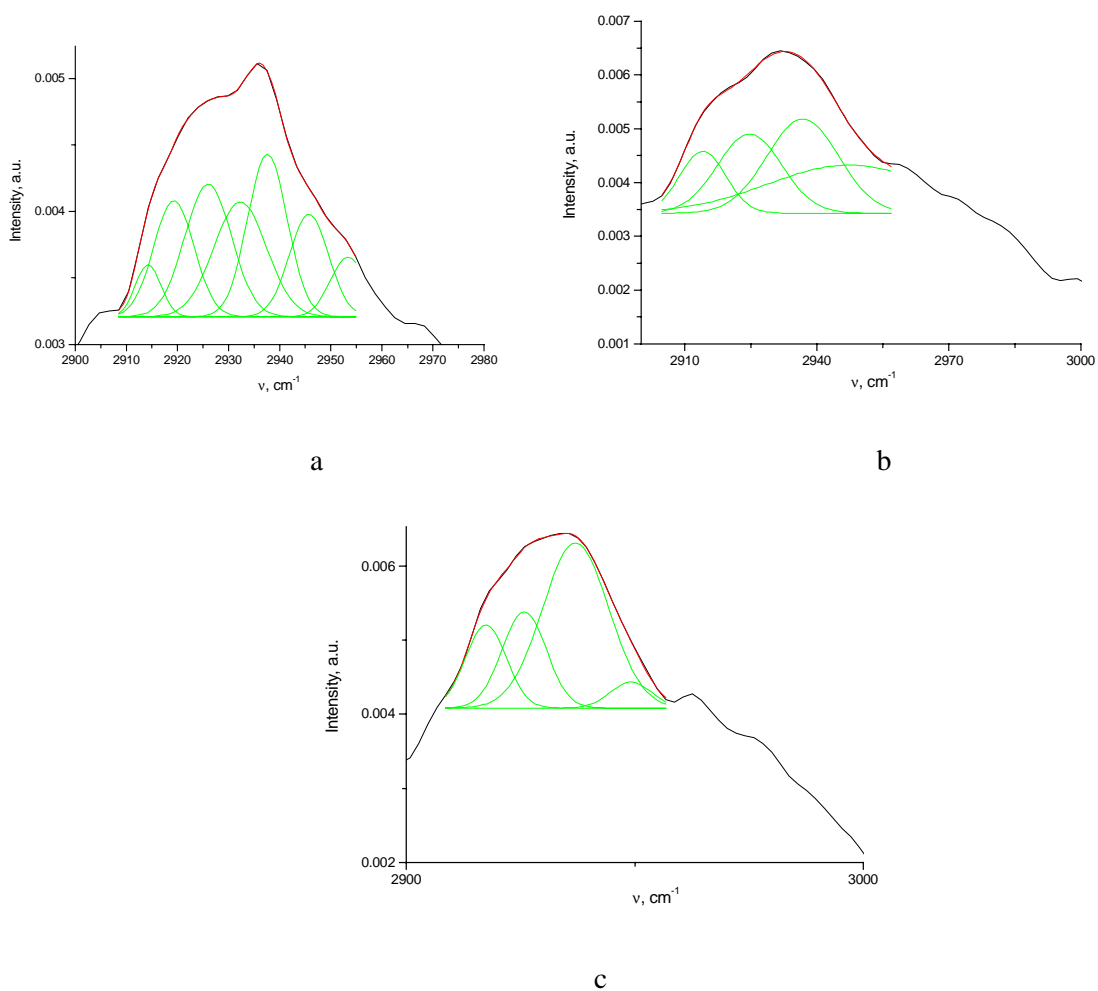 0.005
0.004
0.003
Intensity, a.u.
2900 2910 2920 2930 2940 2950 2960 2970 2980
ν, cm-1
a
0.007
0.006
0.005
0.004
0.003
0.002
0.001
Intensity, a.u.
2910 2940 2970 3000
ν, cm-1
b
0.006
0.004
0.002
Intensity, a.u.
2900 3000
ν, cm-1
c